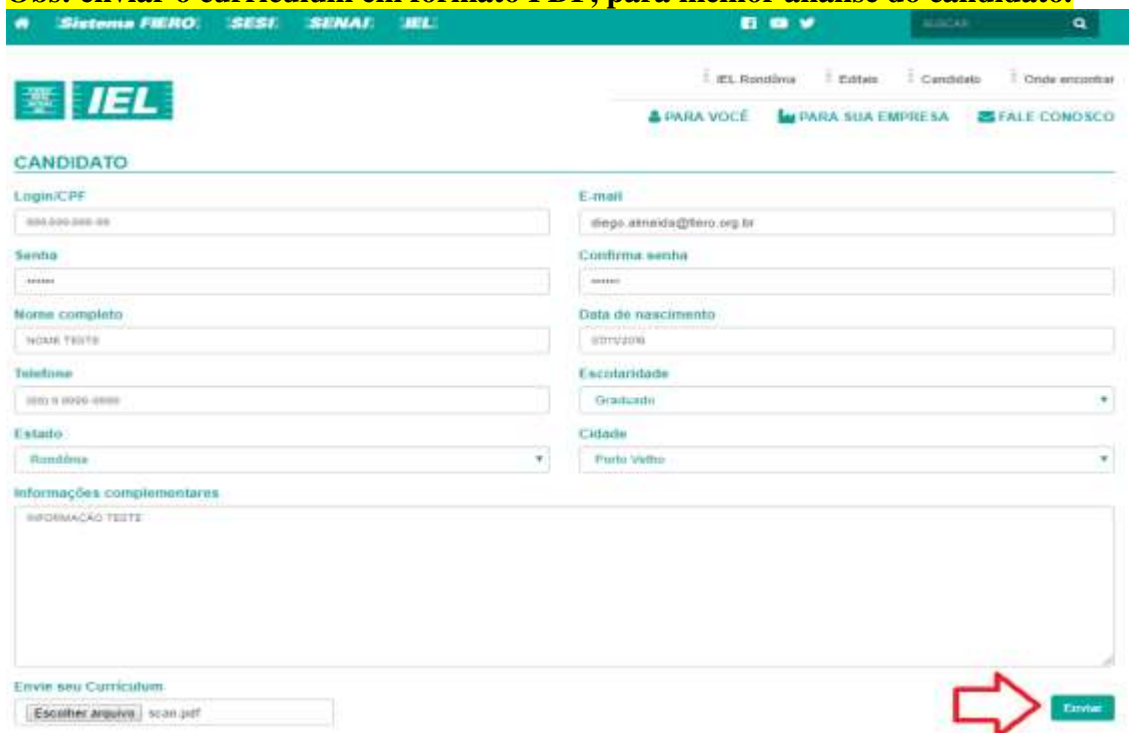 Obs: enviar o curriculum em formato PDF, para melhor análise do candidato.
Sistema FIERO SESI SENAI IEL BUSCAR
IEL Rondônia Editais Candidato Onde encontrar
IEL
PARA VOCÊ PARA SUA EMPRESA FALE CONOSCO
CANDIDATO
Login/CPF E-mail
diego.almeida@fiero.org.br
Senha Confirma senha
Nome completo Data de nascimento
NOME TESTE
Telefone Escolaridade
Graduado
Estado Cidade
Rondônia Porto Velho
Informações complementares
INFORMAÇÃO TESTE
Envie seu Curriculum
Escolher arquivo scan.pdf
Enviar